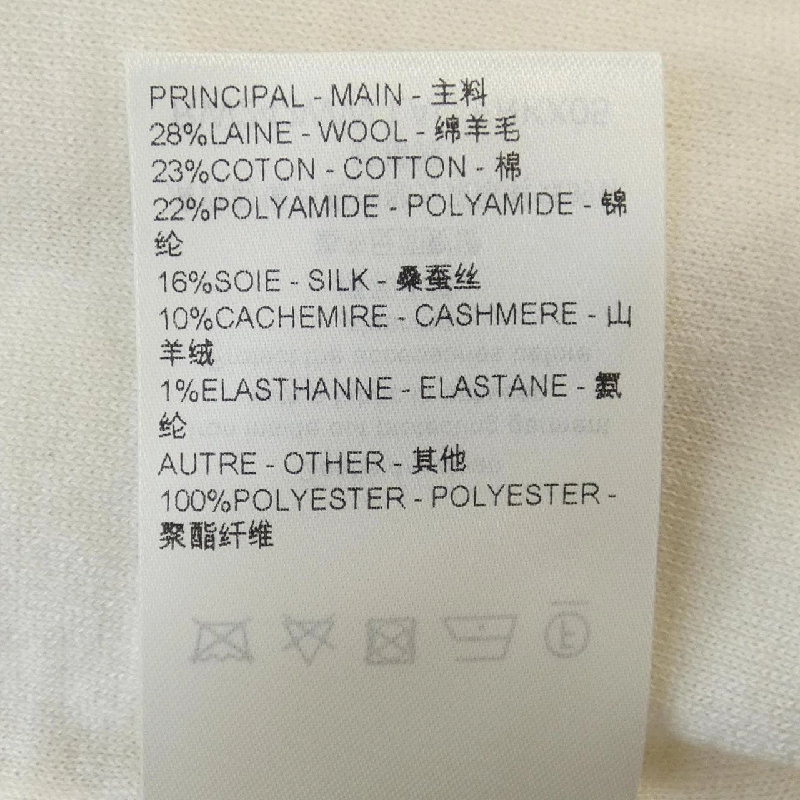 PRINCIPAL - MAIN - 主料
28%LAINE - WOOL - 绵羊毛
23%COTON - COTTON - 棉
22%POLYAMIDE - POLYAMIDE - 锦
纶
16%SOIE - SILK - 桑蚕丝
10%CACHEMIRE - CASHMERE - 山
羊绒
1%ELASTHANNE - ELASTANE - 氨
纶
AUTRE - OTHER - 其他
100%POLYESTER - POLYESTER -
聚酯纤维